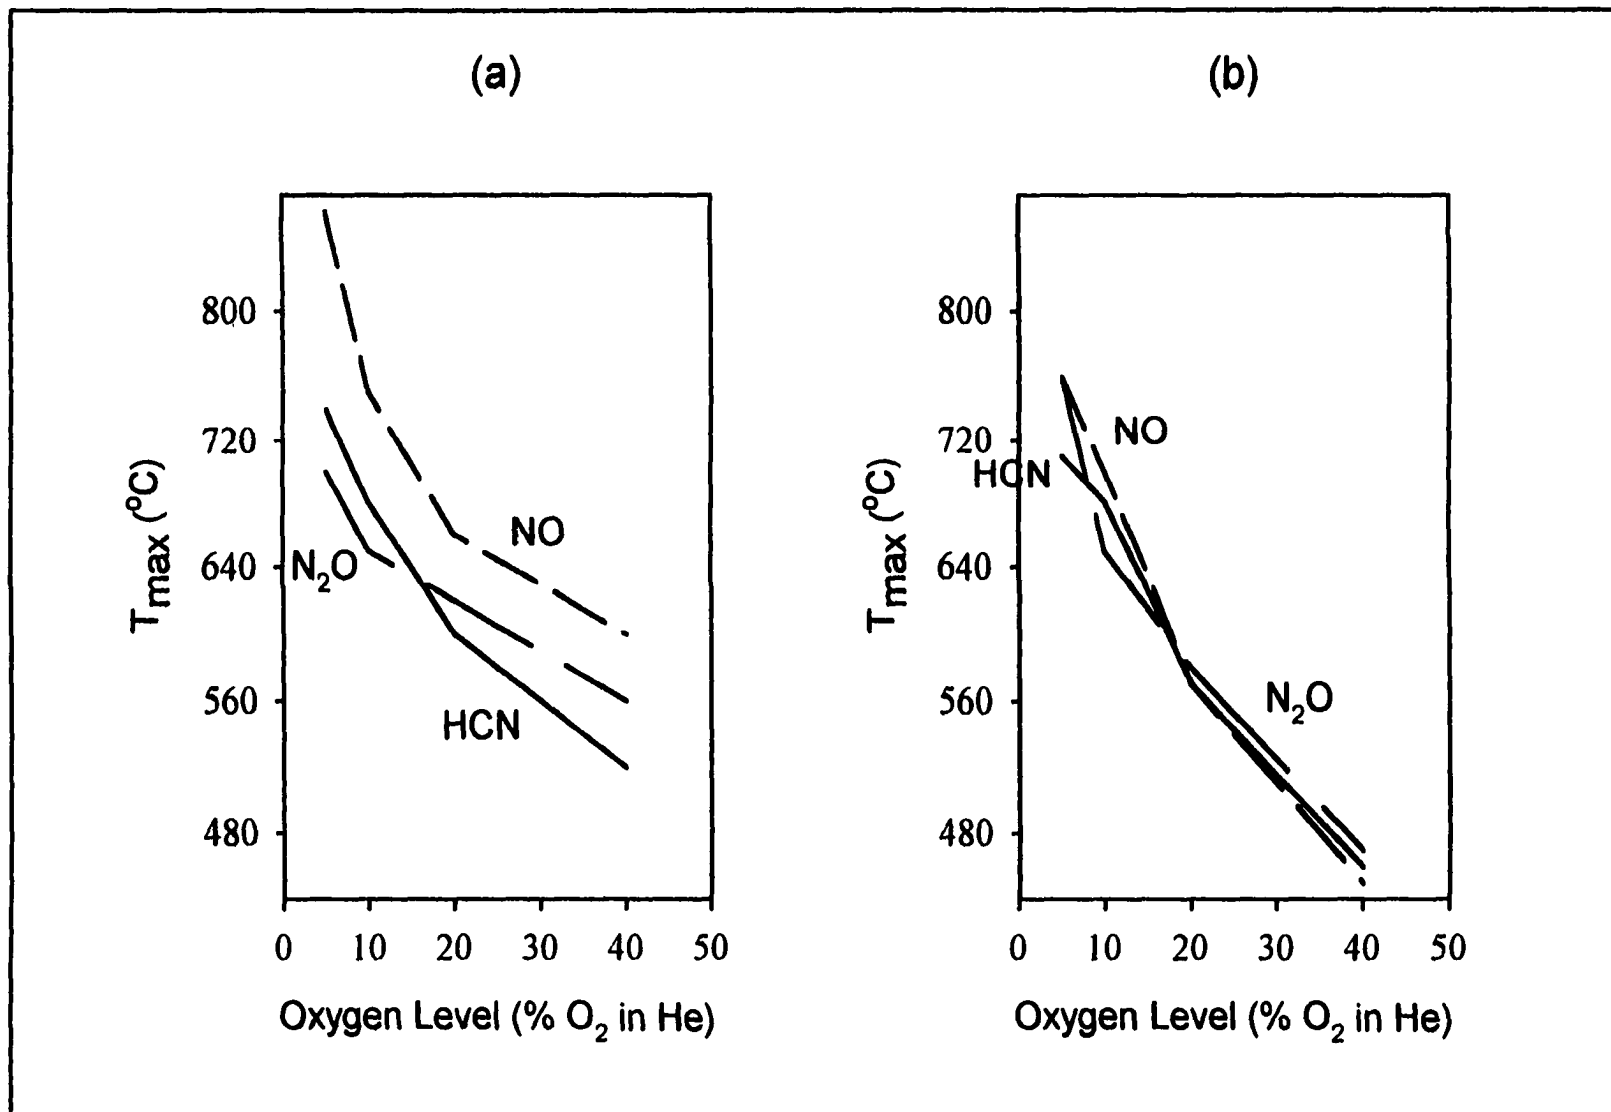 (a)
800
720
640
560
480
0 10 20 30 40 50
T_max (°C)
Oxygen Level (% O₂ in He)
NO
N₂O
HCN
(b)
800
720
640
560
480
0 10 20 30 40 50
T_max (°C)
Oxygen Level (% O₂ in He)
NO
HCN
N₂O